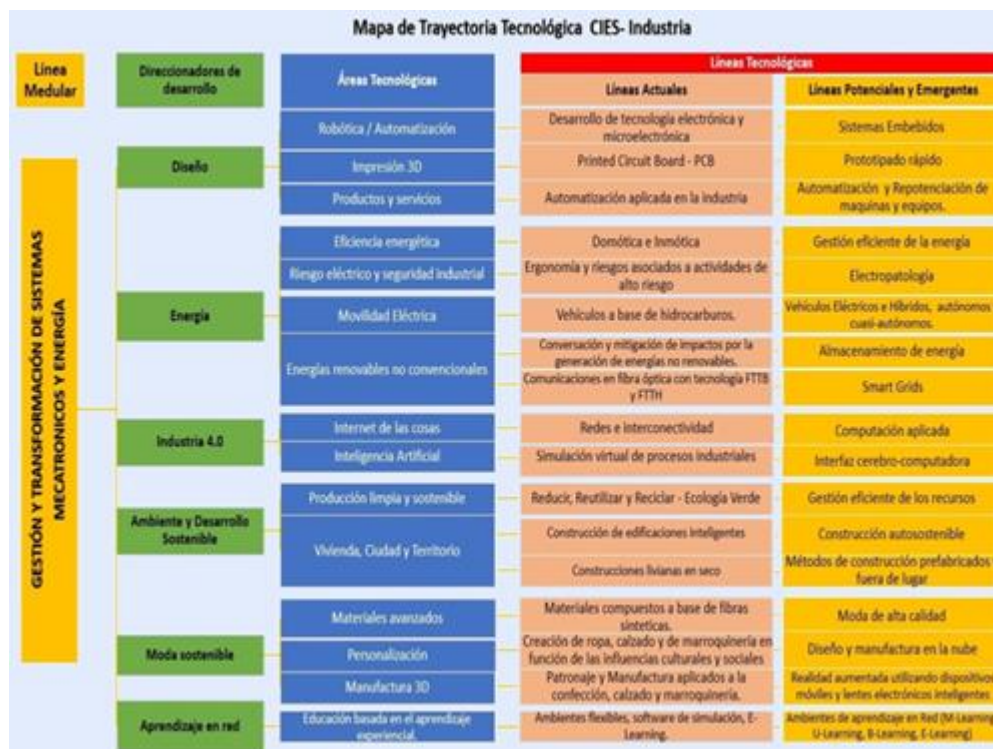 Mapa de Trayectoria Tecnológica CIES- Industria
Línea
Medular
Direccionadores de
desarrollo
Áreas Tecnológicas
Líneas Tecnológicas
Líneas Actuales
Líneas Potenciales y Emergentes
GESTIÓN Y TRANSFORMACIÓN DE SISTEMAS
MECATRONICOS Y ENERGÍA
Diseño
Robótica / Automatización
Desarrollo de tecnología electrónica y
microelectrónica
Sistemas Embebidos
Impresión 3D
Printed Circuit Board - PCB
Prototipado rápido
Productos y servicios
Automatización aplicada en la industria
Automatización y Repotenciación de
maquinas y equipos.
Energía
Eficiencia energética
Domótica e Inmótica
Gestión eficiente de la energía
Riesgo eléctrico y seguridad industrial
Ergonomía y riesgos asociados a actividades de
alto riesgo
Electropatología
Movilidad Eléctrica
Vehículos a base de hidrocarburos.
Vehículos Eléctricos e Híbridos, autónomos
cuasi-autónomos.
Energías renovables no convencionales
Conversación y mitigación de impactos por la
generación de energías no renovables.
Almacenamiento de energía
Comunicaciones en fibra óptica con tecnología FTTB
y FTTH
Smart Grids
Industria 4.0
Internet de las cosas
Redes e interconectividad
Computación aplicada
Inteligencia Artificial
Simulación virtual de procesos industriales
Interfaz cerebro-computadora
Ambiente y Desarrollo
Sostenible
Producción limpia y sostenible
Reducir, Reutilizar y Reciclar - Ecología Verde
Gestión eficiente de los recursos
Vivienda, Ciudad y Territorio
Construcción de edificaciones Inteligentes
Construcción autosostenible
Construcciones livianas en seco
Métodos de construcción prefabricados
fuera de lugar
Moda sostenible
Materiales avanzados
Materiales compuestos a base de fibras
sinteticas.
Moda de alta calidad
Personalización
Creación de ropa, calzado y de marroquinería en
función de las influencias culturales y sociales
Diseño y manufactura en la nube
Manufactura 3D
Patronaje y Manufactura aplicados a la
confección, calzado y marroquinería.
Realidad aumentada utilizando dispositivos
móviles y lentes electrónicos inteligentes
Aprendizaje en red
Educación basada en el aprendizaje
experiencial.
Ambientes flexibles, software de simulación, E-
Learning.
Ambientes de aprendizaje en Red (M-Learning
U-Learning, B-Learning, E-Learning)